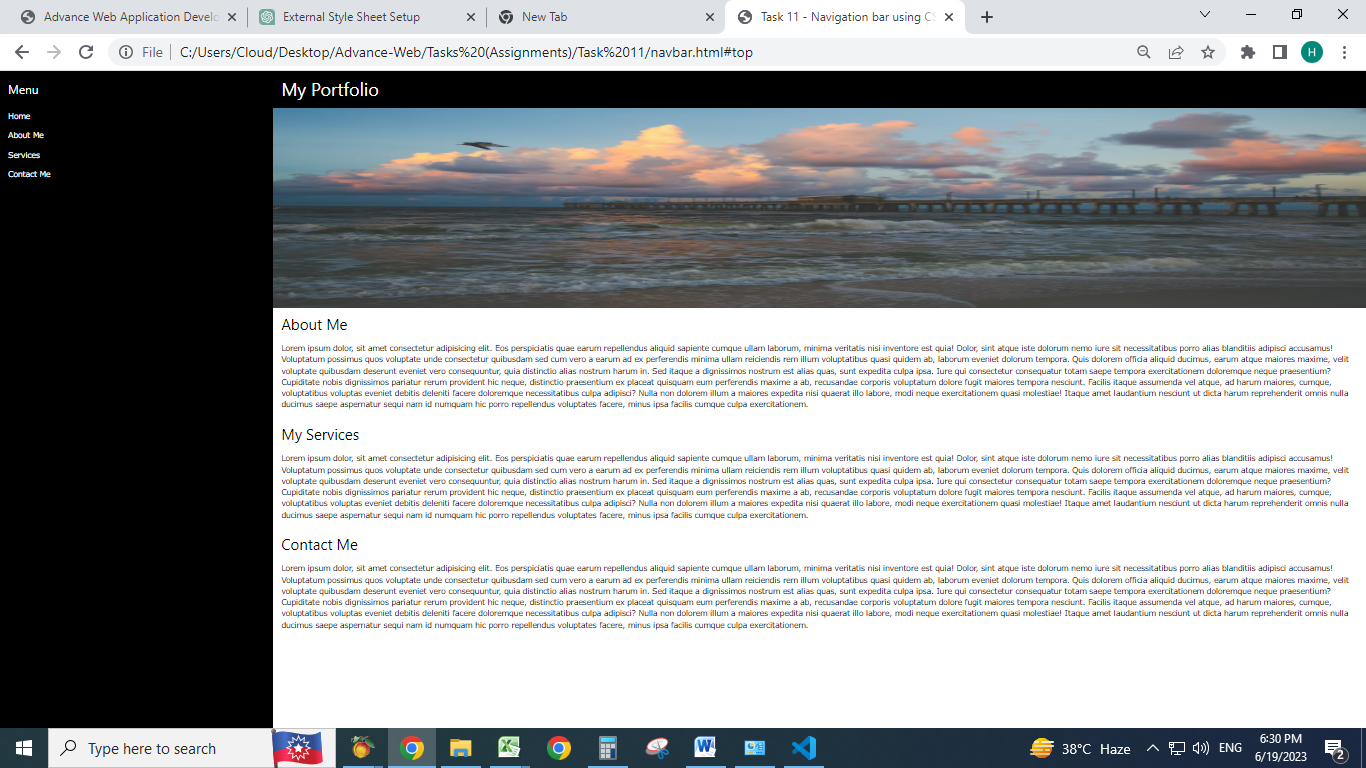 Advance Web Application Develo
External Style Sheet Setup
New Tab
Task 11 - Navigation bar using CS
File
C:/Users/Cloud/Desktop/Advance-Web/Tasks%20(Assignments)/Task%2011/navbar.html#top
H
Menu
Home
About Me
Services
Contact Me
My Portfolio
About Me
Lorem ipsum dolor, sit amet consectetur adipisicing elit. Eos perspiciatis quae earum repellendus aliquid sapiente cumque ullam laborum, minima veritatis nisi inventore est quia! Dolor, sint atque iste dolorum nemo iure sit necessitatibus porro alias blanditiis adipisci accusamus!
Voluptatum possimus quos voluptate unde consectetur quibusdam sed cum vero a earum ad ex perferendis minima ullam reiciendis rem illum voluptatibus quasi quidem ab, laborum eveniet dolorum tempora. Quis dolorem officia aliquid ducimus, earum atque maiores maxime, velit
voluptate quibusdam deserunt eveniet vero consequuntur, quia distinctio alias nostrum harum in. Sed itaque a dignissimos nostrum est alias quas, sunt expedita culpa ipsa. Iure qui consectetur consequatur totam saepe tempora exercitationem doloremque neque praesentium?
Cupiditate nobis dignissimos pariatur rerum provident hic neque, distinctio praesentium ex placeat quisquam eum perferendis maxime a ab, recusandae corporis voluptatum dolore fugit maiores tempora nesciunt. Facilis itaque assumenda vel atque, ad harum maiores, cumque,
voluptatibus voluptas eveniet debitis deleniti facere doloremque necessitatibus culpa adipisci? Nulla non dolorem illum a maiores expedita nisi quaerat illo labore, modi neque exercitationem quasi molestiae! Itaque amet laudantium nesciunt ut dicta harum reprehenderit omnis nulla
ducimus saepe aspernatur sequi nam id numquam hic porro repellendus voluptates facere, minus ipsa facilis cumque culpa exercitationem.
My Services
Lorem ipsum dolor, sit amet consectetur adipisicing elit. Eos perspiciatis quae earum repellendus aliquid sapiente cumque ullam laborum, minima veritatis nisi inventore est quia! Dolor, sint atque iste dolorum nemo iure sit necessitatibus porro alias blanditiis adipisci accusamus!
Voluptatum possimus quos voluptate unde consectetur quibusdam sed cum vero a earum ad ex perferendis minima ullam reiciendis rem illum voluptatibus quasi quidem ab, laborum eveniet dolorum tempora. Quis dolorem officia aliquid ducimus, earum atque maiores maxime, velit
voluptate quibusdam deserunt eveniet vero consequuntur, quia distinctio alias nostrum harum in. Sed itaque a dignissimos nostrum est alias quas, sunt expedita culpa ipsa. Iure qui consectetur consequatur totam saepe tempora exercitationem doloremque neque praesentium?
Cupiditate nobis dignissimos pariatur rerum provident hic neque, distinctio praesentium ex placeat quisquam eum perferendis maxime a ab, recusandae corporis voluptatum dolore fugit maiores tempora nesciunt. Facilis itaque assumenda vel atque, ad harum maiores, cumque,
voluptatibus voluptas eveniet debitis deleniti facere doloremque necessitatibus culpa adipisci? Nulla non dolorem illum a maiores expedita nisi quaerat illo labore, modi neque exercitationem quasi molestiae! Itaque amet laudantium nesciunt ut dicta harum reprehenderit omnis nulla
ducimus saepe aspernatur sequi nam id numquam hic porro repellendus voluptates facere, minus ipsa facilis cumque culpa exercitationem.
Contact Me
Lorem ipsum dolor, sit amet consectetur adipisicing elit. Eos perspiciatis quae earum repellendus aliquid sapiente cumque ullam laborum, minima veritatis nisi inventore est quia! Dolor, sint atque iste dolorum nemo iure sit necessitatibus porro alias blanditiis adipisci accusamus!
Voluptatum possimus quos voluptate unde consectetur quibusdam sed cum vero a earum ad ex perferendis minima ullam reiciendis rem illum voluptatibus quasi quidem ab, laborum eveniet dolorum tempora. Quis dolorem officia aliquid ducimus, earum atque maiores maxime, velit
voluptate quibusdam deserunt eveniet vero consequuntur, quia distinctio alias nostrum harum in. Sed itaque a dignissimos nostrum est alias quas, sunt expedita culpa ipsa. Iure qui consectetur consequatur totam saepe tempora exercitationem doloremque neque praesentium?
Cupiditate nobis dignissimos pariatur rerum provident hic neque, distinctio praesentium ex placeat quisquam eum perferendis maxime a ab, recusandae corporis voluptatum dolore fugit maiores tempora nesciunt. Facilis itaque assumenda vel atque, ad harum maiores, cumque,
voluptatibus voluptas eveniet debitis deleniti facere doloremque necessitatibus culpa adipisci? Nulla non dolorem illum a maiores expedita nisi quaerat illo labore, modi neque exercitationem quasi molestiae! Itaque amet laudantium nesciunt ut dicta harum reprehenderit omnis nulla
ducimus saepe aspernatur sequi nam id numquam hic porro repellendus voluptates facere, minus ipsa facilis cumque culpa exercitationem.
Type here to search
38°C Haze
ENG
6:30 PM
6/19/2023
2